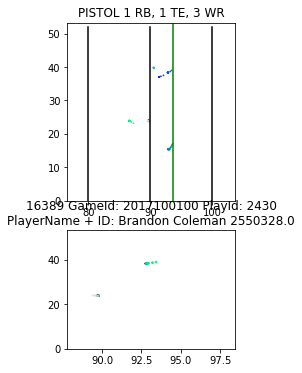 PISTOL 1 RB, 1 TE, 3 WR
50
40
30
20
10
0
80 90 100
16389 GameId: 2017100100 PlayId: 2430
PlayerName + ID: Brandon Coleman 2550328.0
40
20
0
90.0 92.5 95.0 97.5